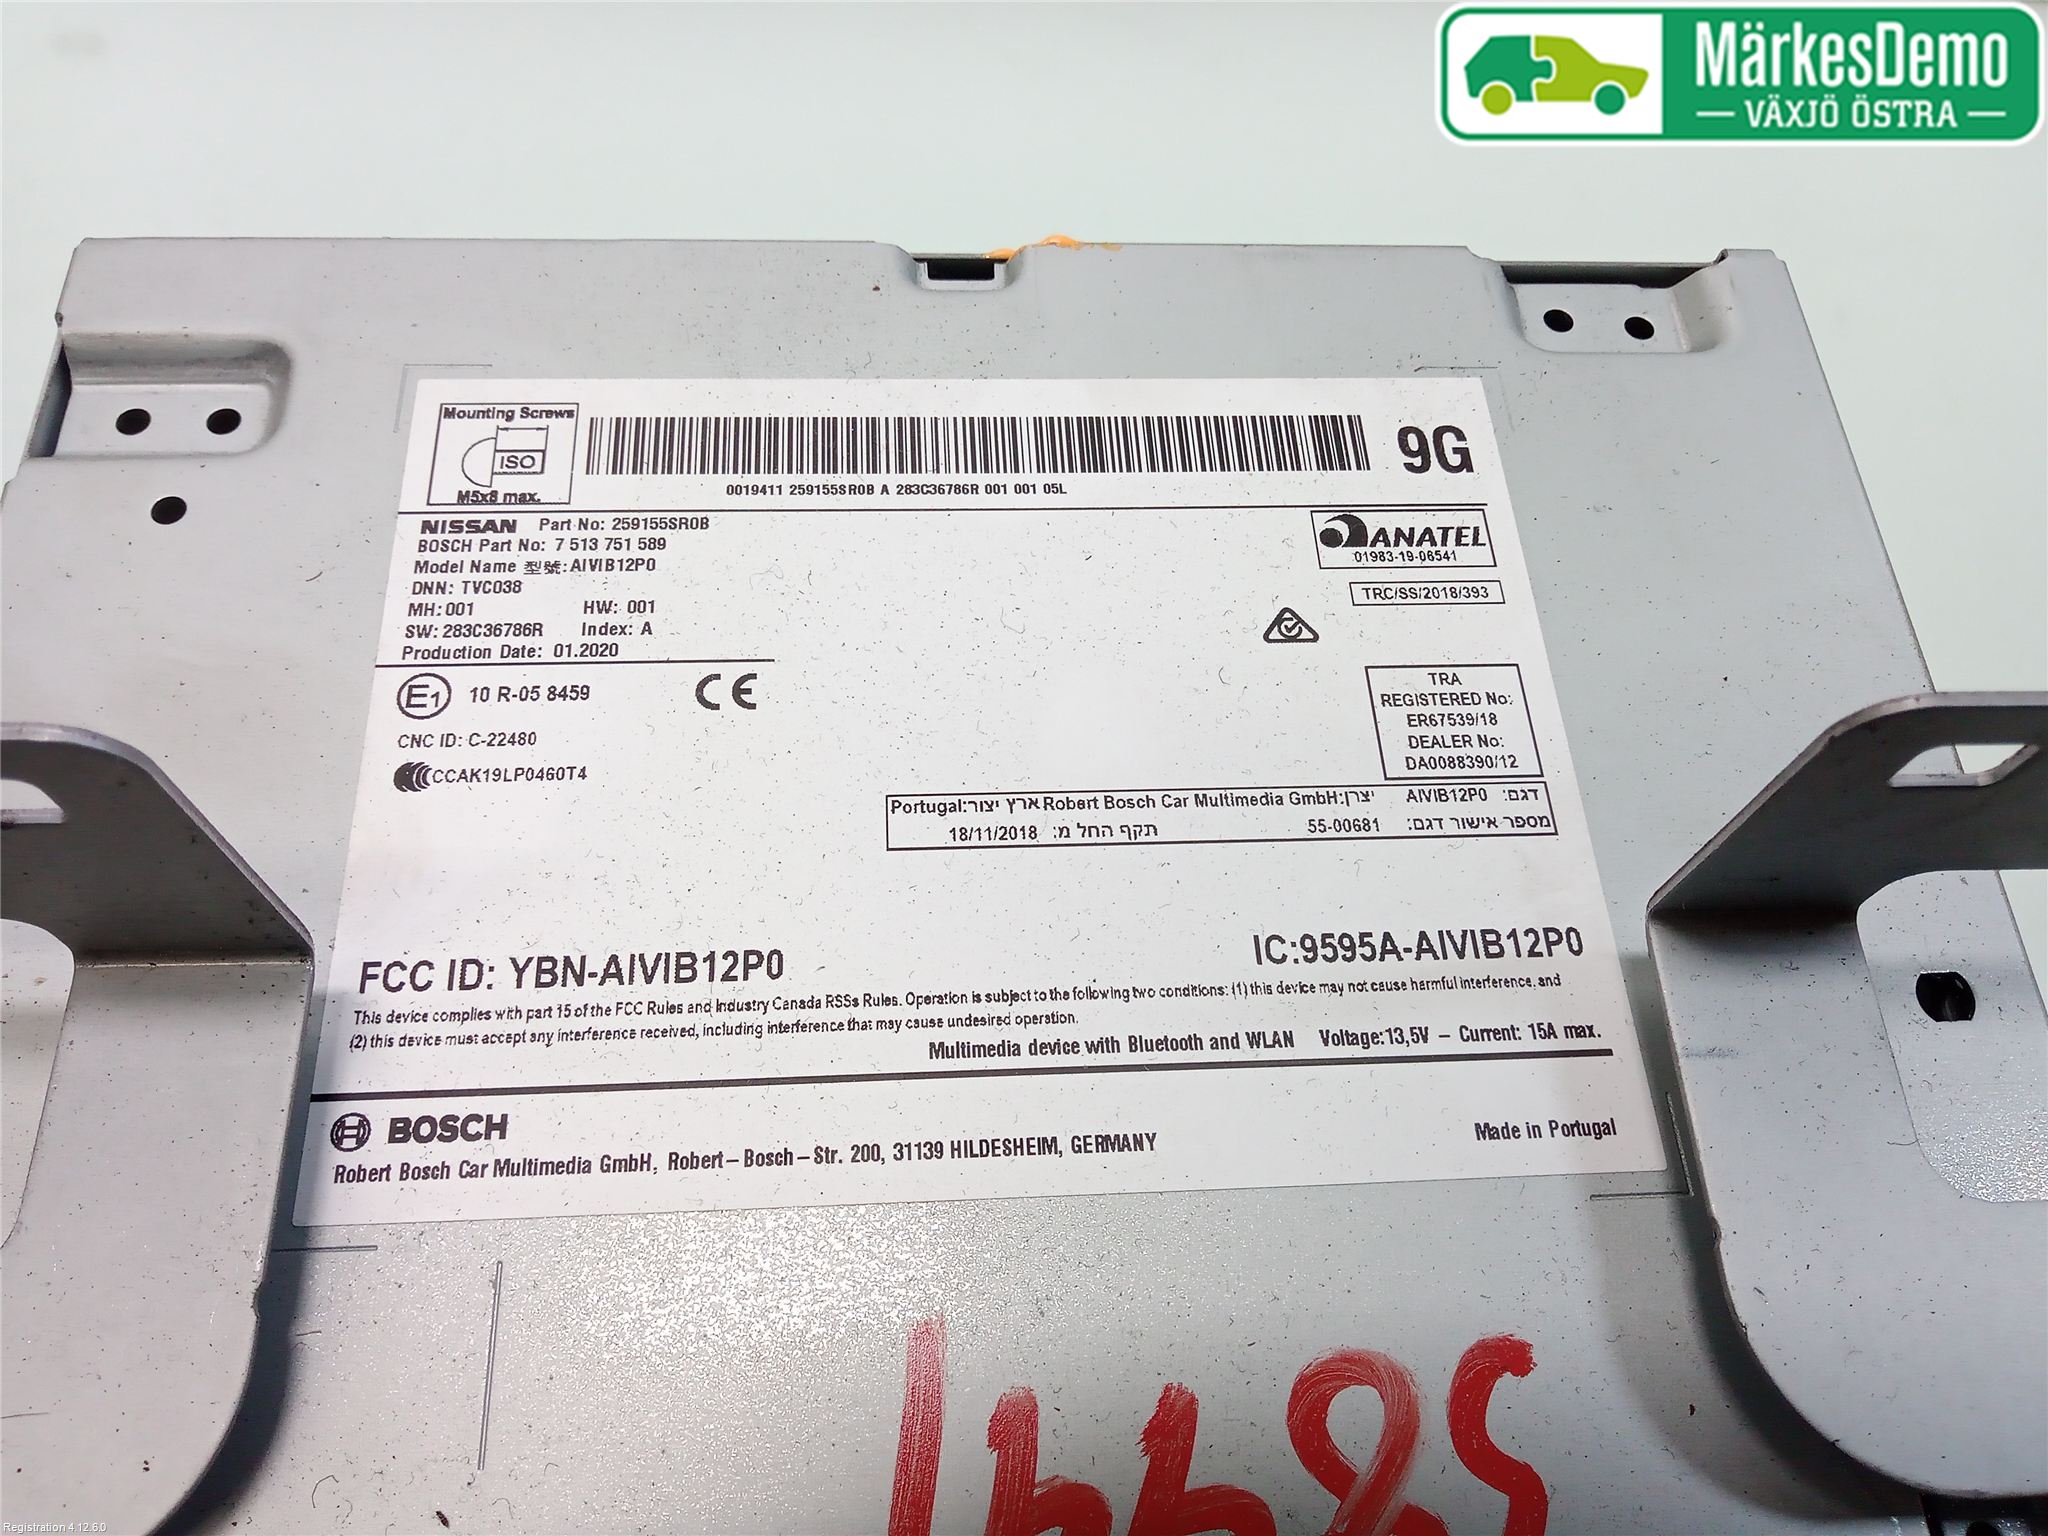 MärkesDemo
VÄXJÖ ÖSTRA
Mounting Screws
ISO
M5x8 max.
9G
0019411 259155SR0B A 283C36786R 001 001 05L
NISSAN Part No: 259155SR0B
BOSCH Part No: 7 513 751 589
Model Name 型號: AIVIB12P0
DNN: TVC038
MH: 001 HW: 001
SW: 283C36786R Index: A
Production Date: 01.2020
ANATEL
01983-19-06541
TRC/SS/2018/393
E1 10 R-05 8459 CE
CNC ID: C-22480
CCAK19LP0460T4
TRA
REGISTERED No:
ER67539/18
DEALER No:
DA0088390/12
דגם: AIVIB12P0 יצרן: Robert Bosch Car Multimedia GmbH ארץ יצור: Portugal
מספר אישור דגם: 55-00681 תקף החל מ: 18/11/2018
FCC ID: YBN-AIVIB12P0
IC:9595A-AIVIB12P0
This device complies with part 15 of the FCC Rules and Industry Canada RSSs Rules. Operation is subject to the following two conditions: (1) this device may not cause harmful interference, and
(2) this device must accept any interference received, including interference that may cause undesired operation.
Multimedia device with Bluetooth and WLAN Voltage:13,5V – Current: 15A max.
BOSCH
Robert Bosch Car Multimedia GmbH, Robert–Bosch–Str. 200, 31139 HILDESHEIM, GERMANY
Made in Portugal
Registration 4.12.6.0